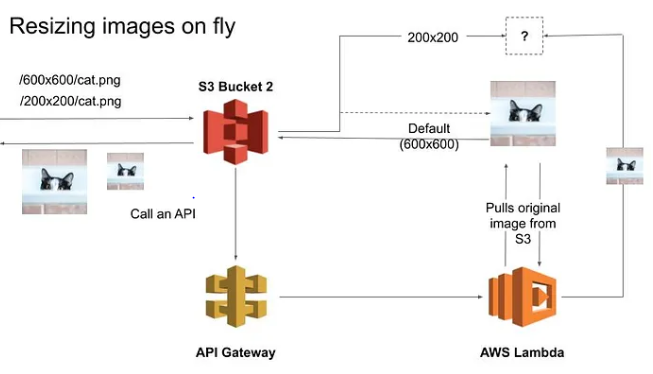 Resizing images on fly
/600x600/cat.png
/200x200/cat.png
S3 Bucket 2
200x200
?
Default
(600x600)
Call an API
Pulls original
image from
S3
API Gateway
AWS Lambda